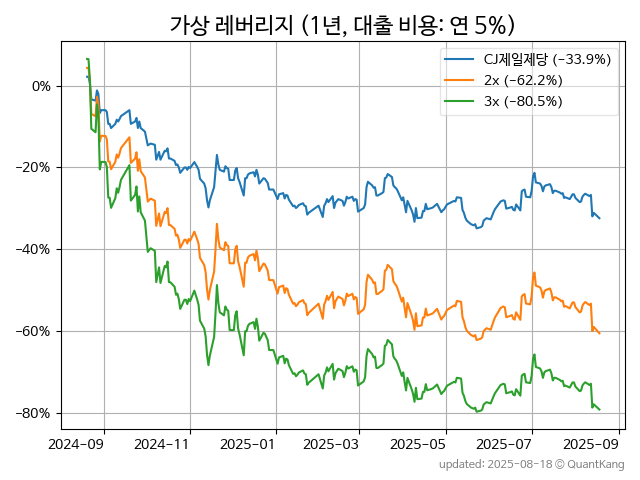 가상 레버리지 (1년, 대출 비용: 연 5%)
CJ제일제당 (−33.9%)
2x (−62.2%)
3x (−80.5%)
0%
−20%
−40%
−60%
−80%
2024-09 2024-11 2025-01 2025-03 2025-05 2025-07 2025-09
updated: 2025-08-18 © QuantKang